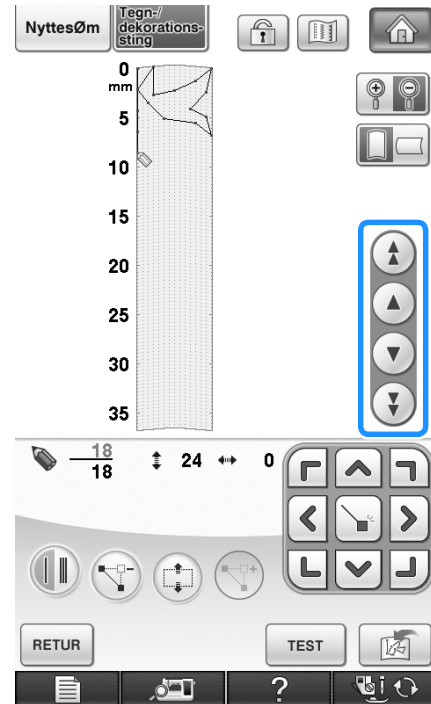 NyttesØm
Tegn-/
dekorations-
sting
0
mm
5
10
15
20
25
30
35
18
18
24
0
RETUR
TEST
?